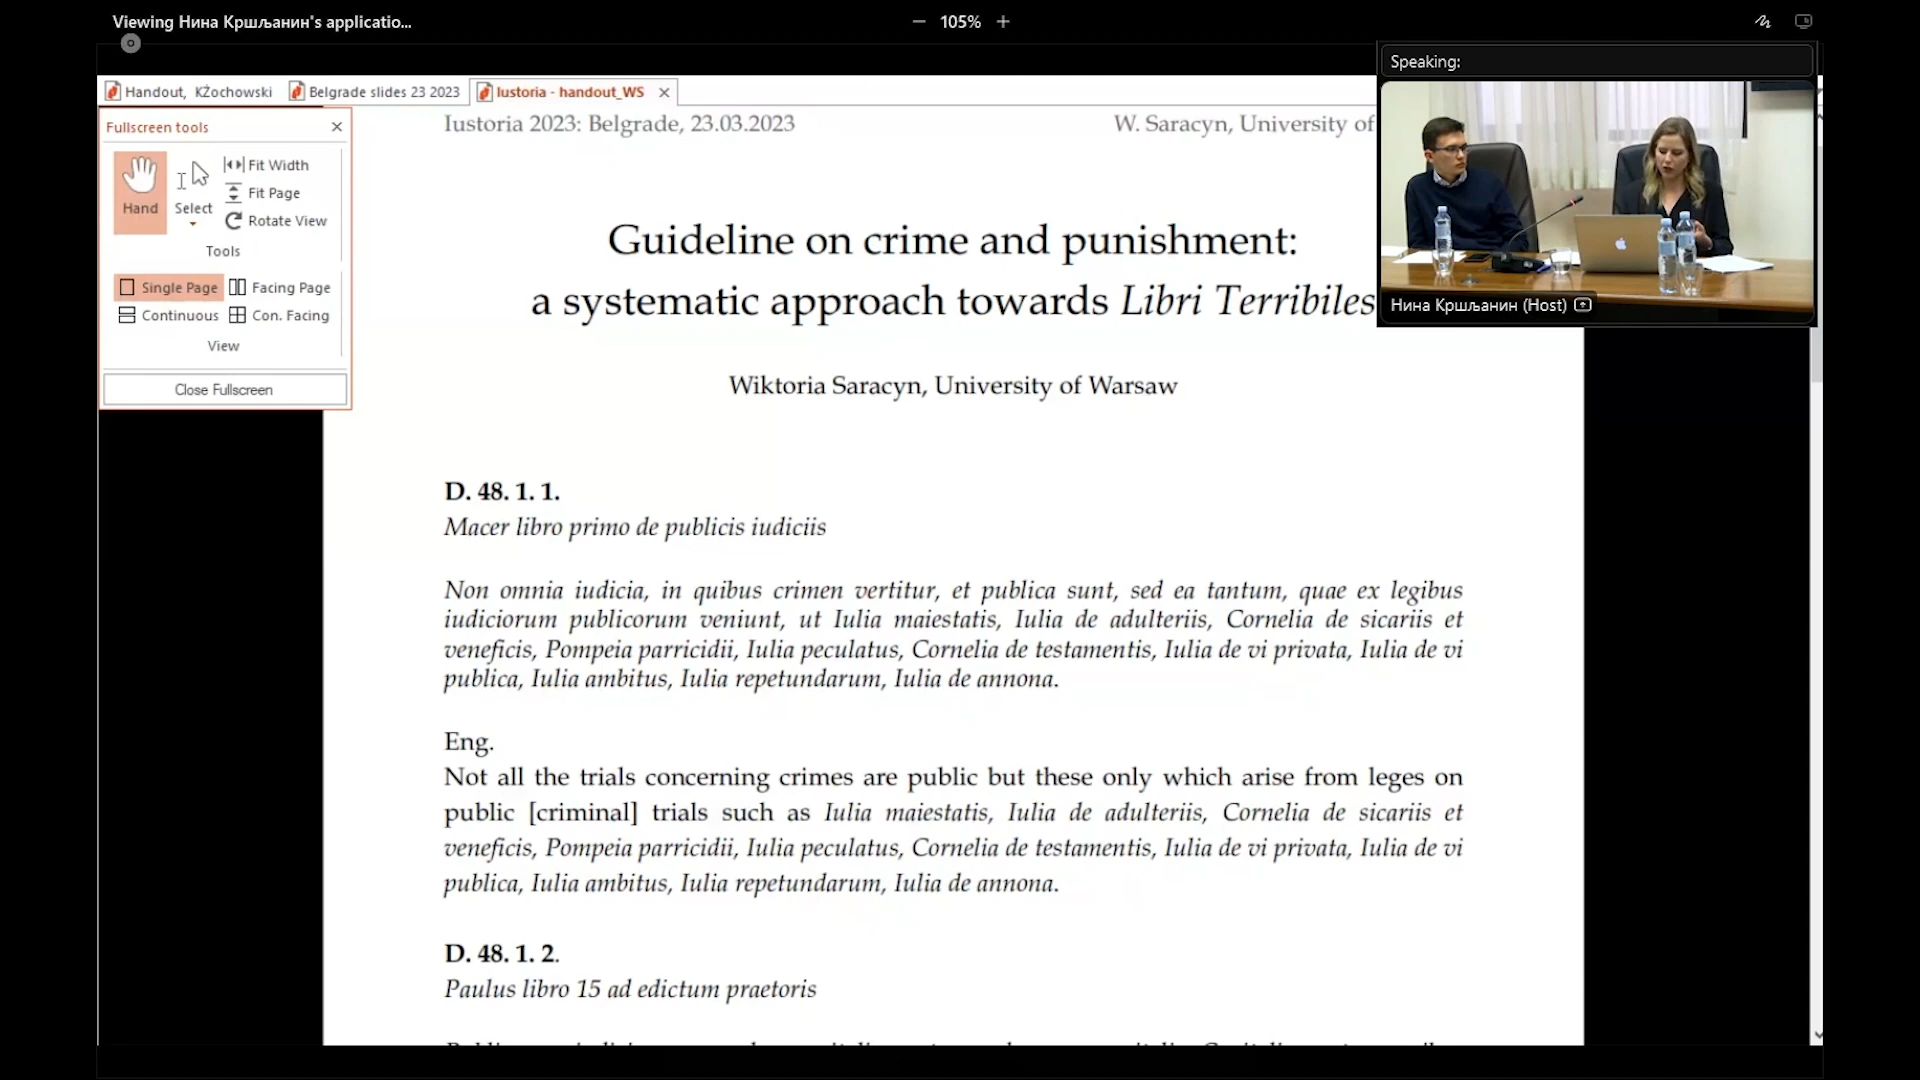 Viewing Нина Кршљанин's applicatio...
105%
Speaking:
Handout, KŻochowski
Belgrade slides 23 2023
Iustoria - handout_WS
Fullscreen tools
Hand
Select
Fit Width
Fit Page
Rotate View
Tools
Single Page
Facing Page
Continuous
Con. Facing
View
Close Fullscreen
Нина Кршљанин (Host)
Iustoria 2023: Belgrade, 23.03.2023
W. Saracyn, University of
Guideline on crime and punishment:
a systematic approach towards Libri Terribiles
Wiktoria Saracyn, University of Warsaw
D. 48. 1. 1.
Macer libro primo de publicis iudiciis
Non omnia iudicia, in quibus crimen vertitur, et publica sunt, sed ea tantum, quae ex legibus
iudiciorum publicorum veniunt, ut Iulia maiestatis, Iulia de adulteriis, Cornelia de sicariis et
veneficis, Pompeia parricidii, Iulia peculatus, Cornelia de testamentis, Iulia de vi privata, Iulia de vi
publica, Iulia ambitus, Iulia repetundarum, Iulia de annona.
Eng.
Not all the trials concerning crimes are public but these only which arise from leges on
public [criminal] trials such as Iulia maiestatis, Iulia de adulteriis, Cornelia de sicariis et
veneficis, Pompeia parricidii, Iulia peculatus, Cornelia de testamentis, Iulia de vi privata, Iulia de vi
publica, Iulia ambitus, Iulia repetundarum, Iulia de annona.
D. 48. 1. 2.
Paulus libro 15 ad edictum praetoris